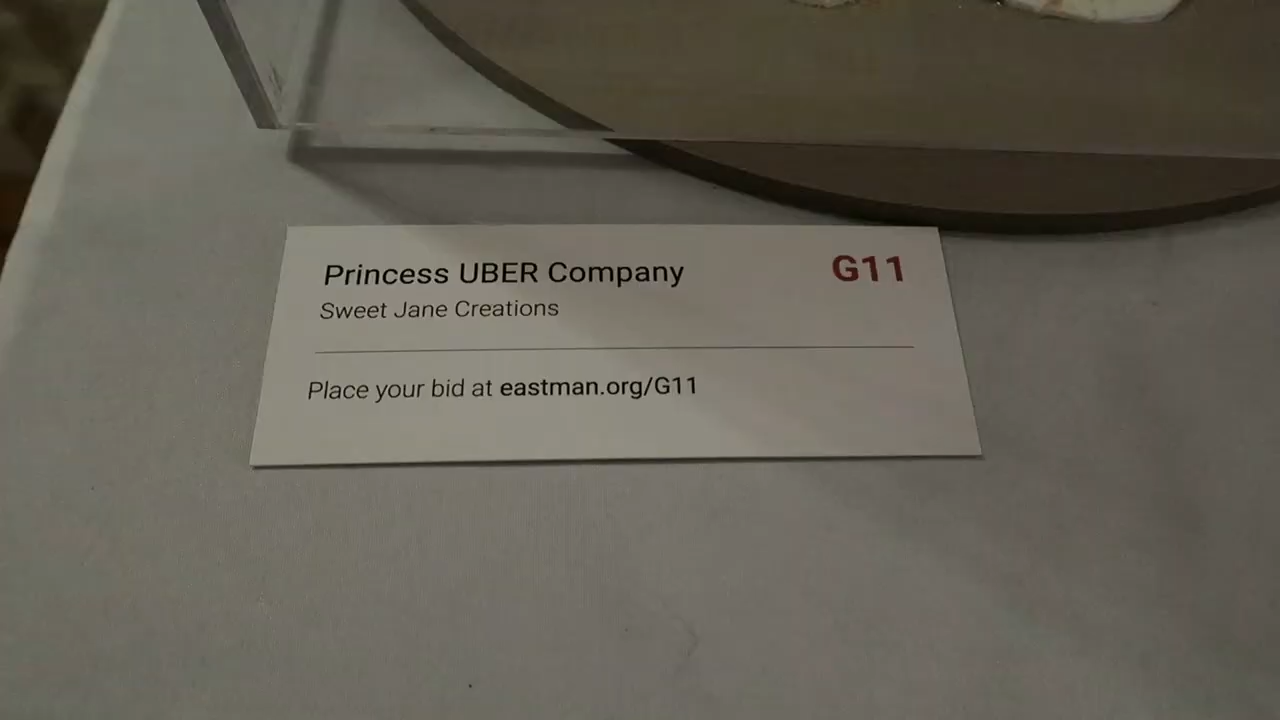 Princess UBER Company
G11
Sweet Jane Creations
Place your bid at eastman.org/G11